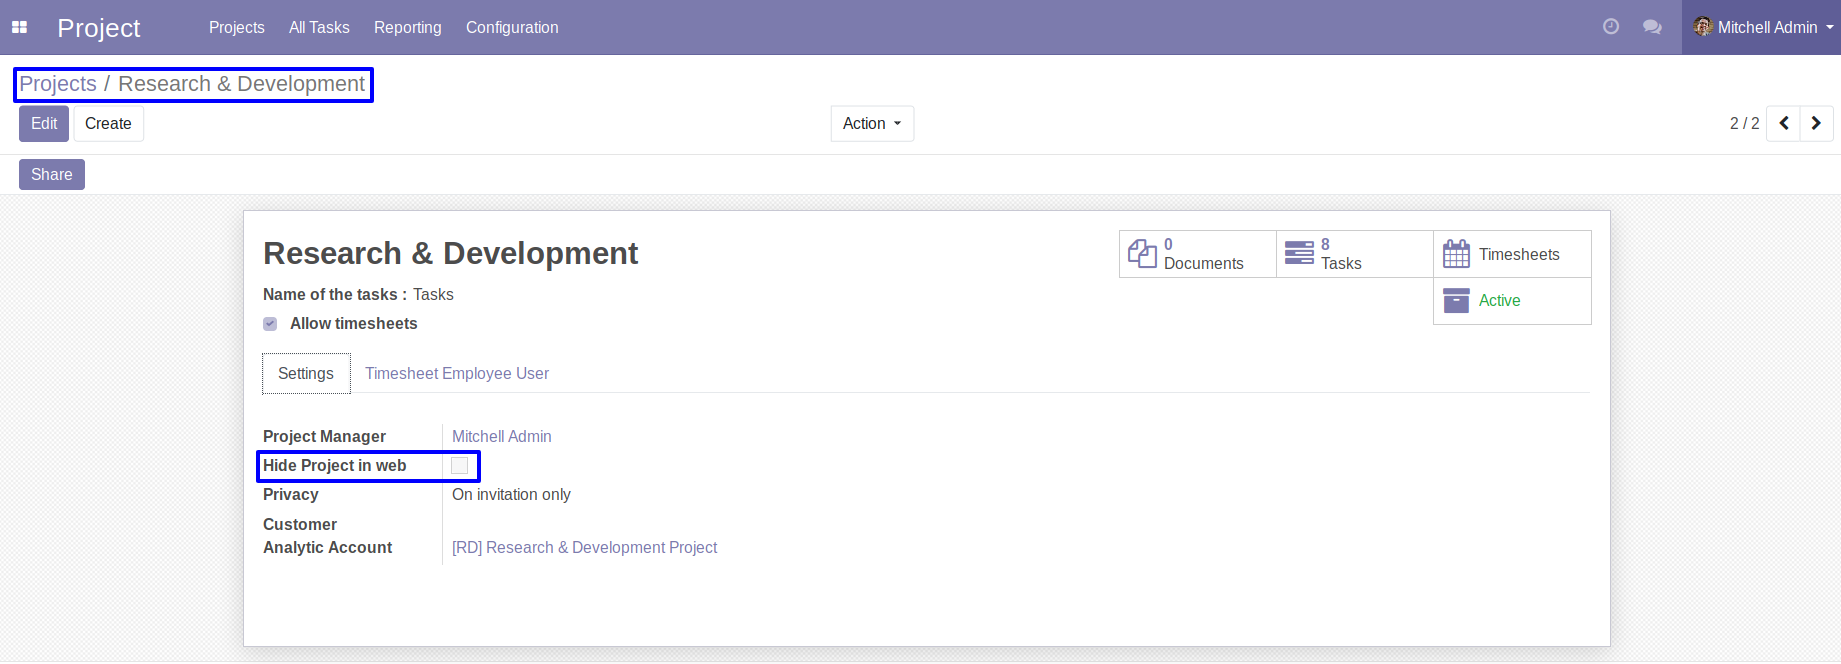 Project Projects All Tasks Reporting Configuration Mitchell Admin
Projects / Research & Development
Edit Create Action 2 / 2
Share
Research & Development
0 Documents
8 Tasks
Timesheets
Active
Name of the tasks : Tasks
Allow timesheets
Settings Timesheet Employee User
Project Manager Mitchell Admin
Hide Project in web
Privacy On invitation only
Customer
Analytic Account [RD] Research & Development Project